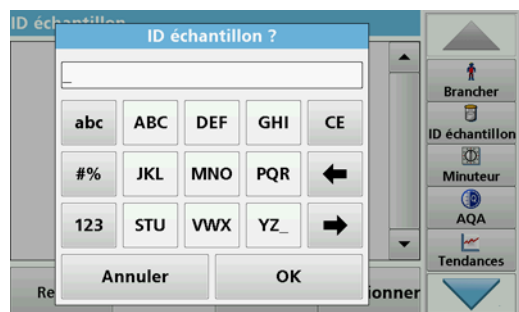 ID échantillon
ID échantillon ?
_
abc ABC DEF GHI CE
#% JKL MNO PQR
123 STU VWX YZ_
Annuler OK
Brancher
ID échantillon
Minuteur
AQA
Tendances